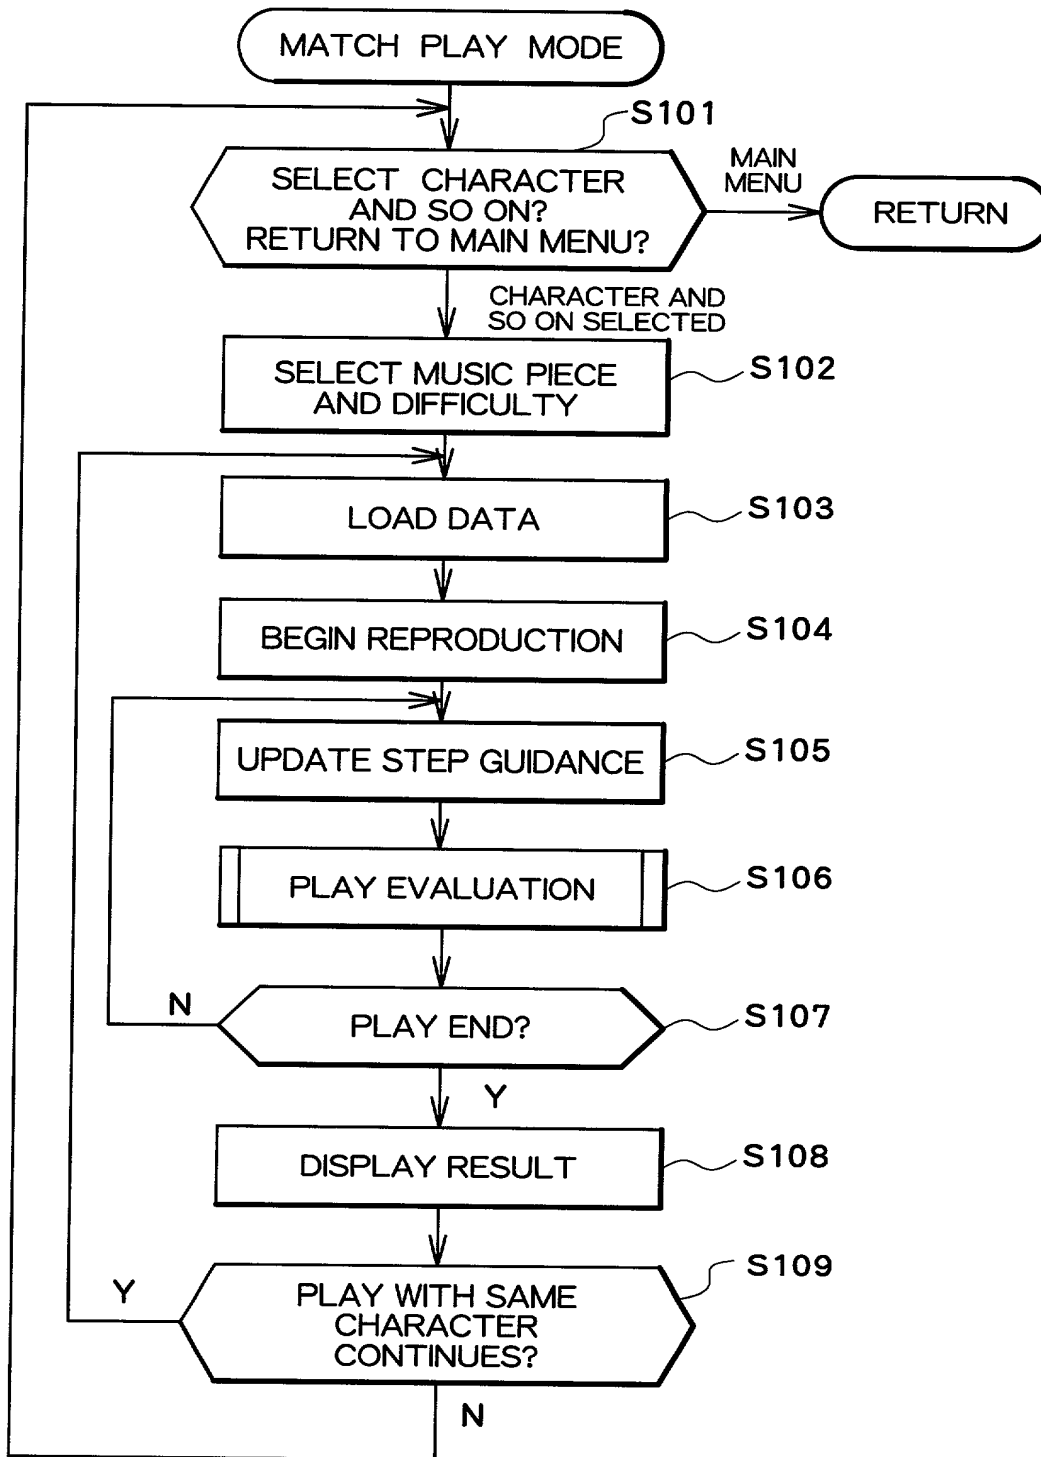 MATCH PLAY MODE
S101
SELECT CHARACTER
AND SO ON?
RETURN TO MAIN MENU?
MAIN
MENU
RETURN
CHARACTER AND
SO ON SELECTED
SELECT MUSIC PIECE
AND DIFFICULTY
S102
LOAD DATA
S103
BEGIN REPRODUCTION
S104
UPDATE STEP GUIDANCE
S105
PLAY EVALUATION
S106
N
PLAY END?
S107
Y
DISPLAY RESULT
S108
Y
PLAY WITH SAME
CHARACTER
CONTINUES?
S109
N